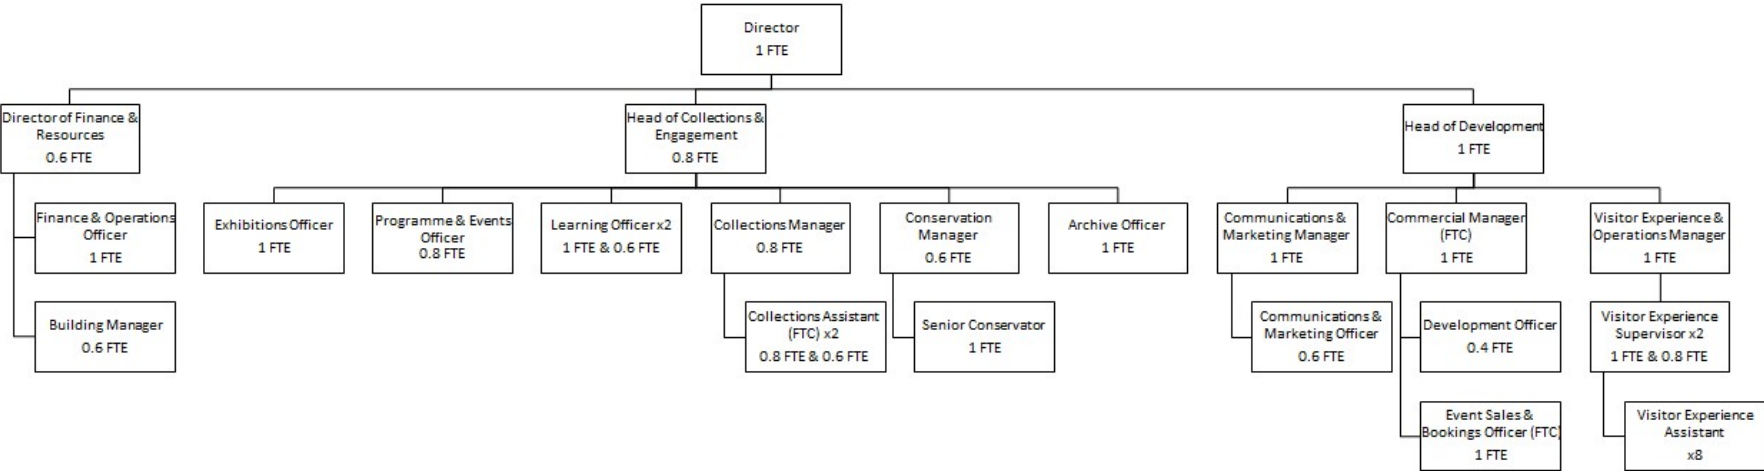 Director
1 FTE
Director of Finance &
Resources
0.6 FTE
Head of Collections &
Engagement
0.8 FTE
Head of Development
1 FTE
Finance & Operations
Officer
1 FTE
Exhibitions Officer
1 FTE
Programme & Events
Officer
0.8 FTE
Learning Officer x2
1 FTE & 0.6 FTE
Collections Manager
0.8 FTE
Conservation
Manager
0.6 FTE
Archive Officer
1 FTE
Communications &
Marketing Manager
1 FTE
Commercial Manager
(FTC)
1 FTE
Visitor Experience &
Operations Manager
1 FTE
Building Manager
0.6 FTE
Collections Assistant
(FTC) x2
0.8 FTE & 0.6 FTE
Senior Conservator
1 FTE
Communications &
Marketing Officer
0.6 FTE
Development Officer
0.4 FTE
Visitor Experience
Supervisor x2
1 FTE & 0.8 FTE
Event Sales &
Bookings Officer (FTC)
1 FTE
Visitor Experience
Assistant
x8